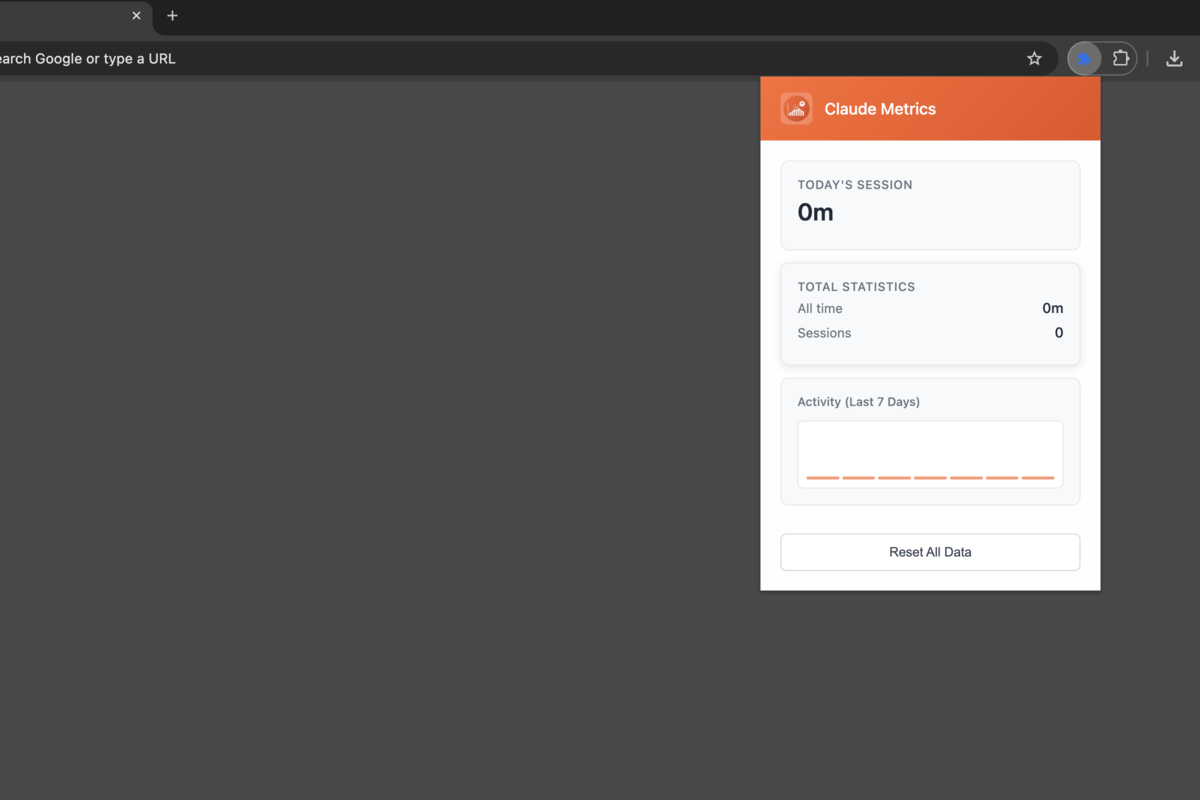 earch Google or type a URL
Claude Metrics
TODAY'S SESSION
0m
TOTAL STATISTICS
All time 0m
Sessions 0
Activity (Last 7 Days)
Reset All Data